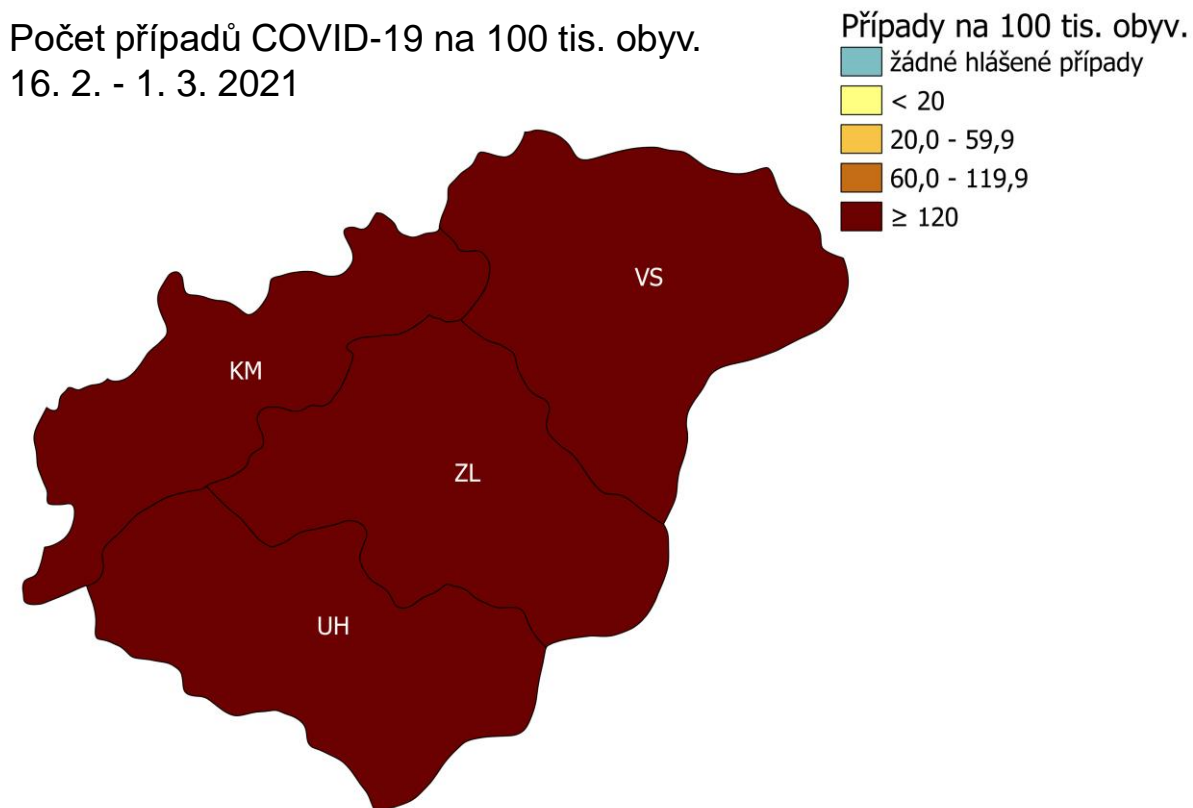 Počet případů COVID-19 na 100 tis. obyv.
16. 2. - 1. 3. 2021
Případy na 100 tis. obyv.
žádné hlášené případy
< 20
20,0 - 59,9
60,0 - 119,9
≥ 120
VS
KM
ZL
UH